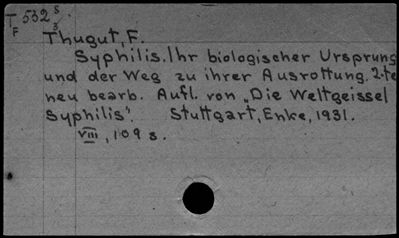 T 532 s.
F 3
Thugut, F.
Syphilis. Ihr biologischer Ursprung
und der Weg zu ihrer Ausrottung. 2.te
neu bearb. Aufl. von „Die Weltgeissel
Syphilis". Stuttgart, Enke, 1931.
VIII, 109 s.